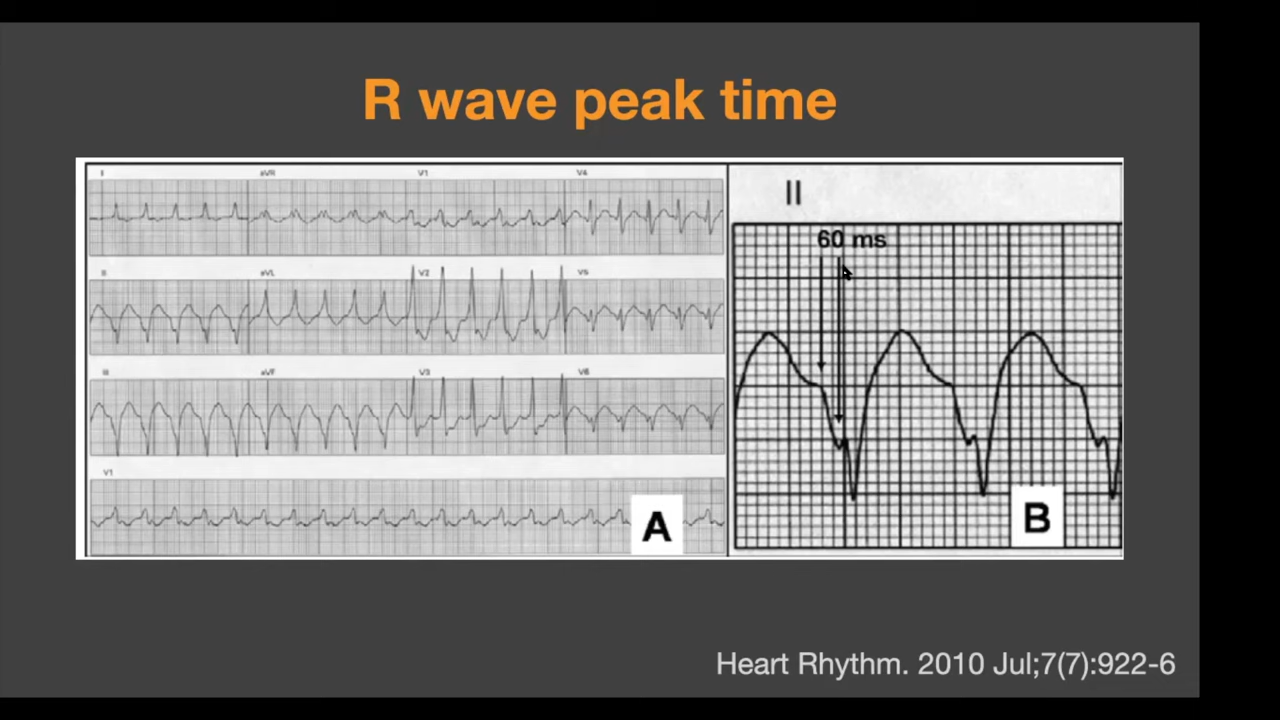 R wave peak time
I aVR V1 V4
II aVL V2 V5
III aVF V3 V6
V1
A
II
60 ms
B
Heart Rhythm. 2010 Jul;7(7):922-6